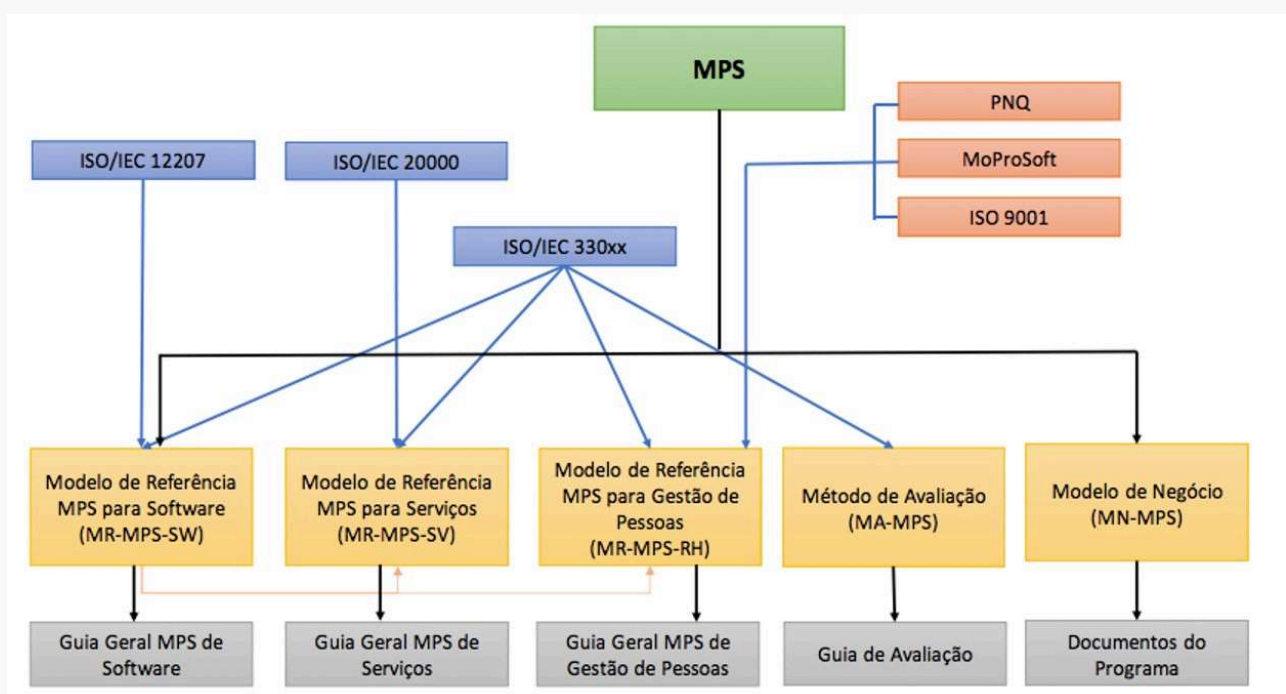 MPS
PNQ
ISO/IEC 12207
ISO/IEC 20000
MoProSoft
ISO 9001
ISO/IEC 330xx
Modelo de Referência
MPS para Software
(MR-MPS-SW)
Modelo de Referência
MPS para Serviços
(MR-MPS-SV)
Modelo de Referência
MPS para Gestão de
Pessoas
(MR-MPS-RH)
Método de Avaliação
(MA-MPS)
Modelo de Negócio
(MN-MPS)
Guia Geral MPS de
Software
Guia Geral MPS de
Serviços
Guia Geral MPS de
Gestão de Pessoas
Guia de Avaliação
Documentos do
Programa